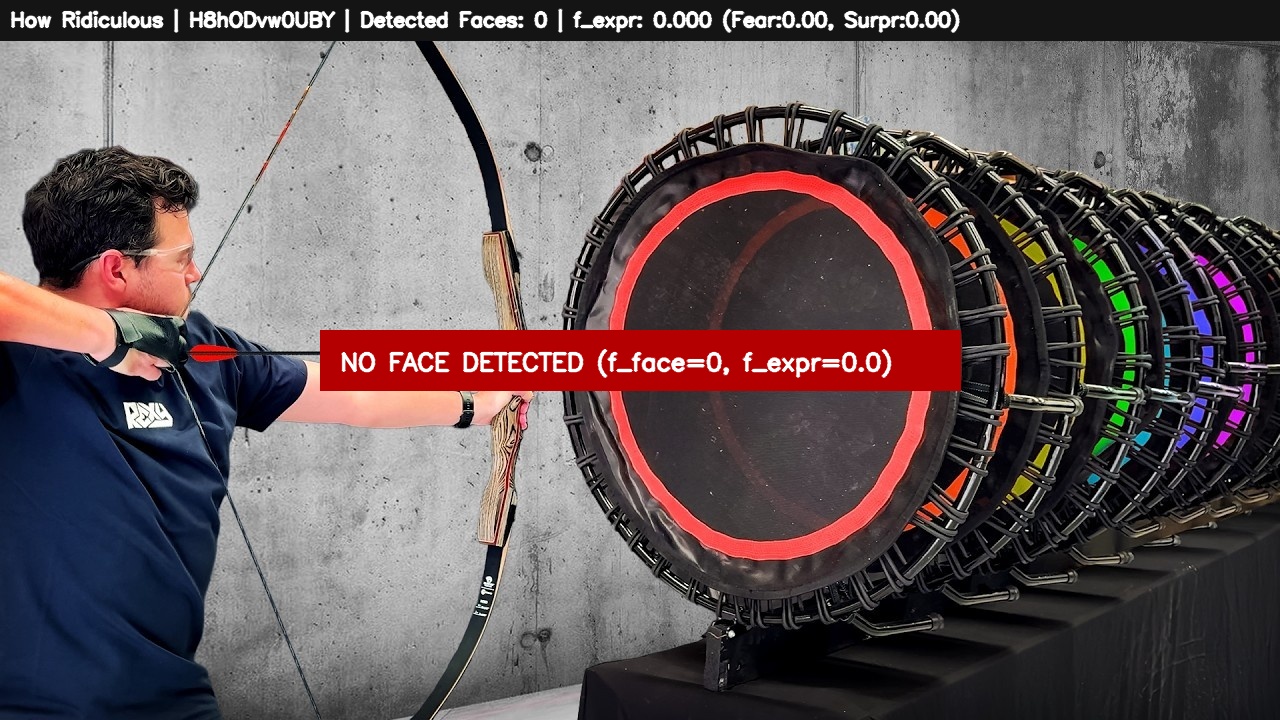 How Ridiculous | H8hODvw0UBY | Detected Faces: 0 | f_expr: 0.000 (Fear:0.00, Surpr:0.00)
NO FACE DETECTED (f_face=0, f_expr=0.0)